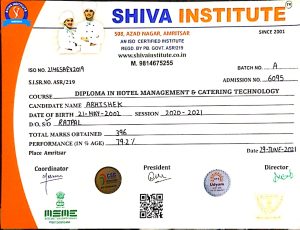 SHIVA INSTITUTE
SINCE 2001
508, AZAD NAGAR, AMRITSAR
AN ISO CERTIFIED INSTITUTE
REGD. BY PB. GOVT. ASR/219
www.shivainstitute.co.in
M. 9814675255
ISO NO.
BATCH NO. A
S.I.SR.NO. ASR/219
ADMISSION: 6095
COURSE DIPLOMA IN HOTEL MANAGEMENT & CATERING TECHNOLOGY
CANDIDATE NAME ABHISHEK
DATE OF BIRTH 21-MAY-2002 SESSION 2020-2021
RAJPAL
TOTAL MARKS OBTAINED 396
PERFORMANCE (IN % AGE) 79.2%
Place Amritsar
Date 29-JUNE-2021
Coordinator
President
Director
MSME